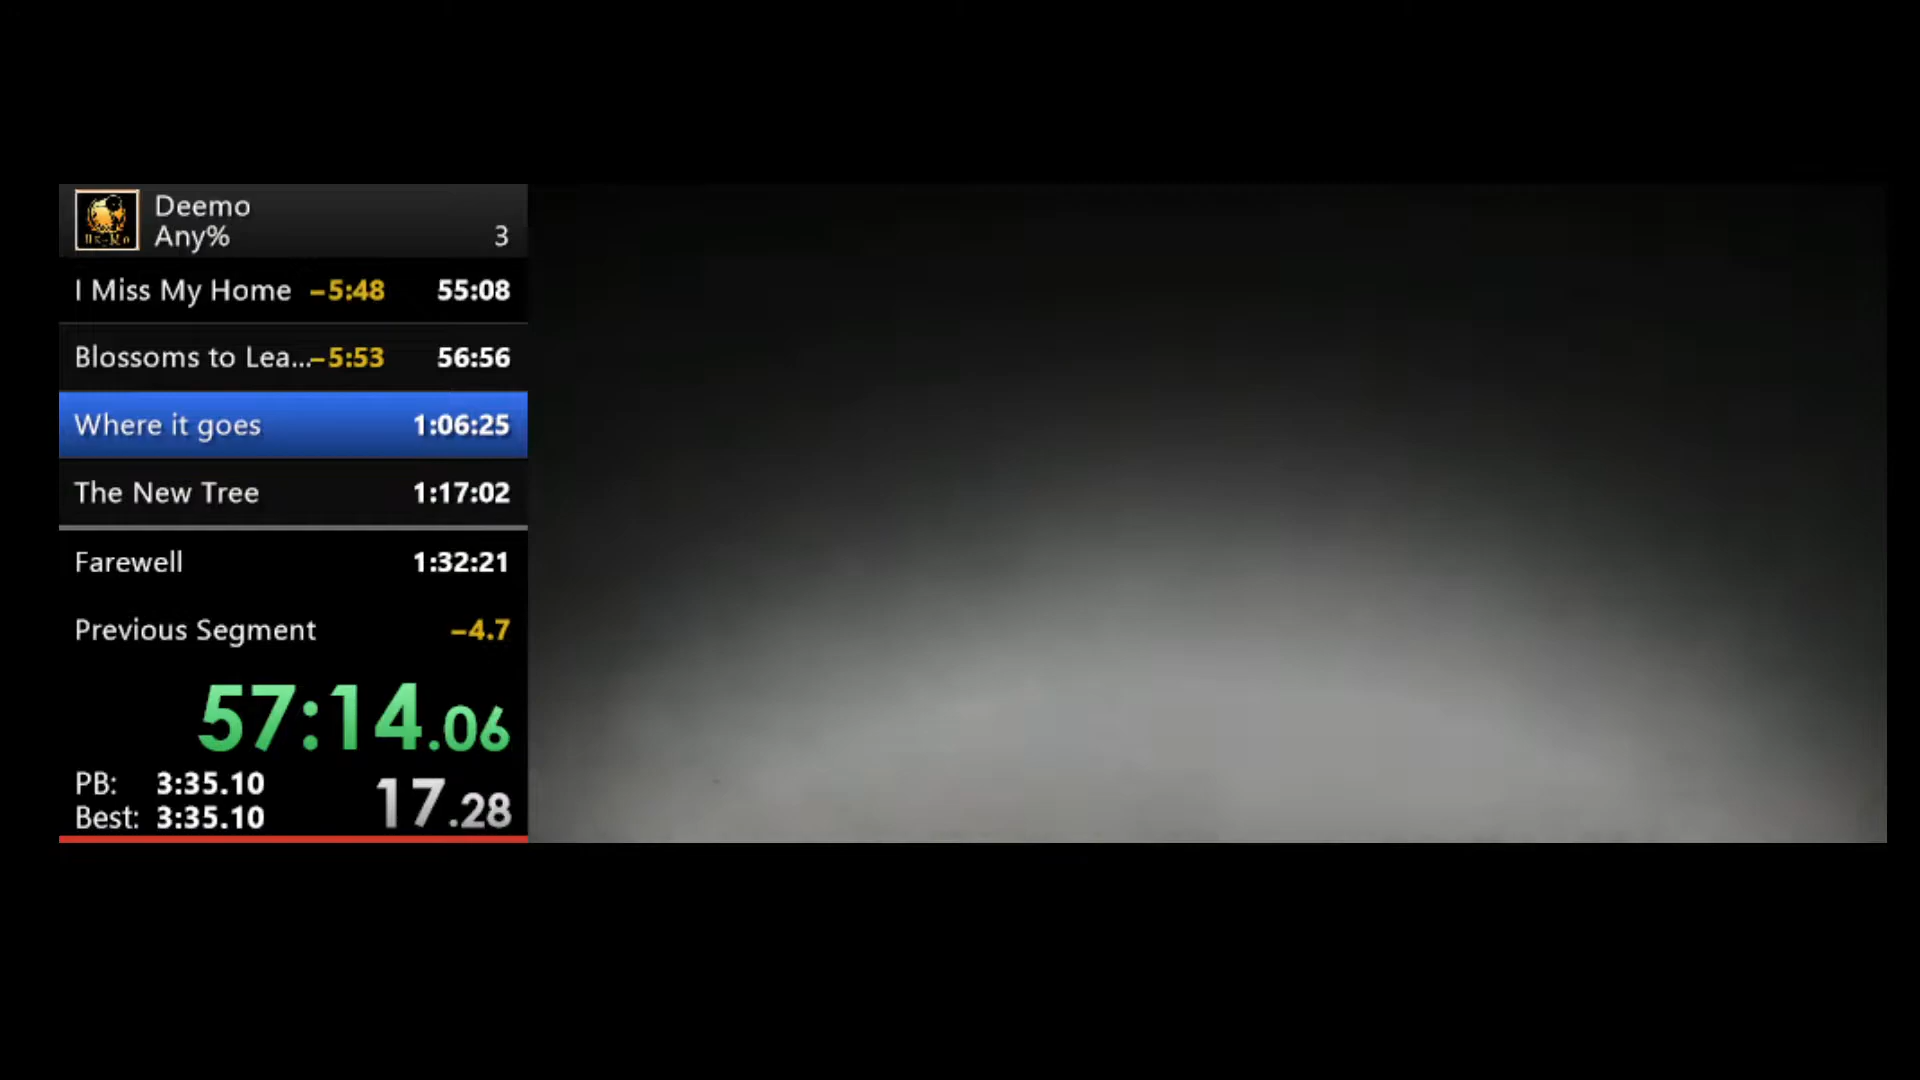 Deemo
Any% 3
I Miss My Home −5:48 55:08
Blossoms to Lea... −5:53 56:56
Where it goes 1:06:25
The New Tree 1:17:02
Farewell 1:32:21
Previous Segment −4.7
57:14.06
PB: 3:35.10
Best: 3:35.10
17.28